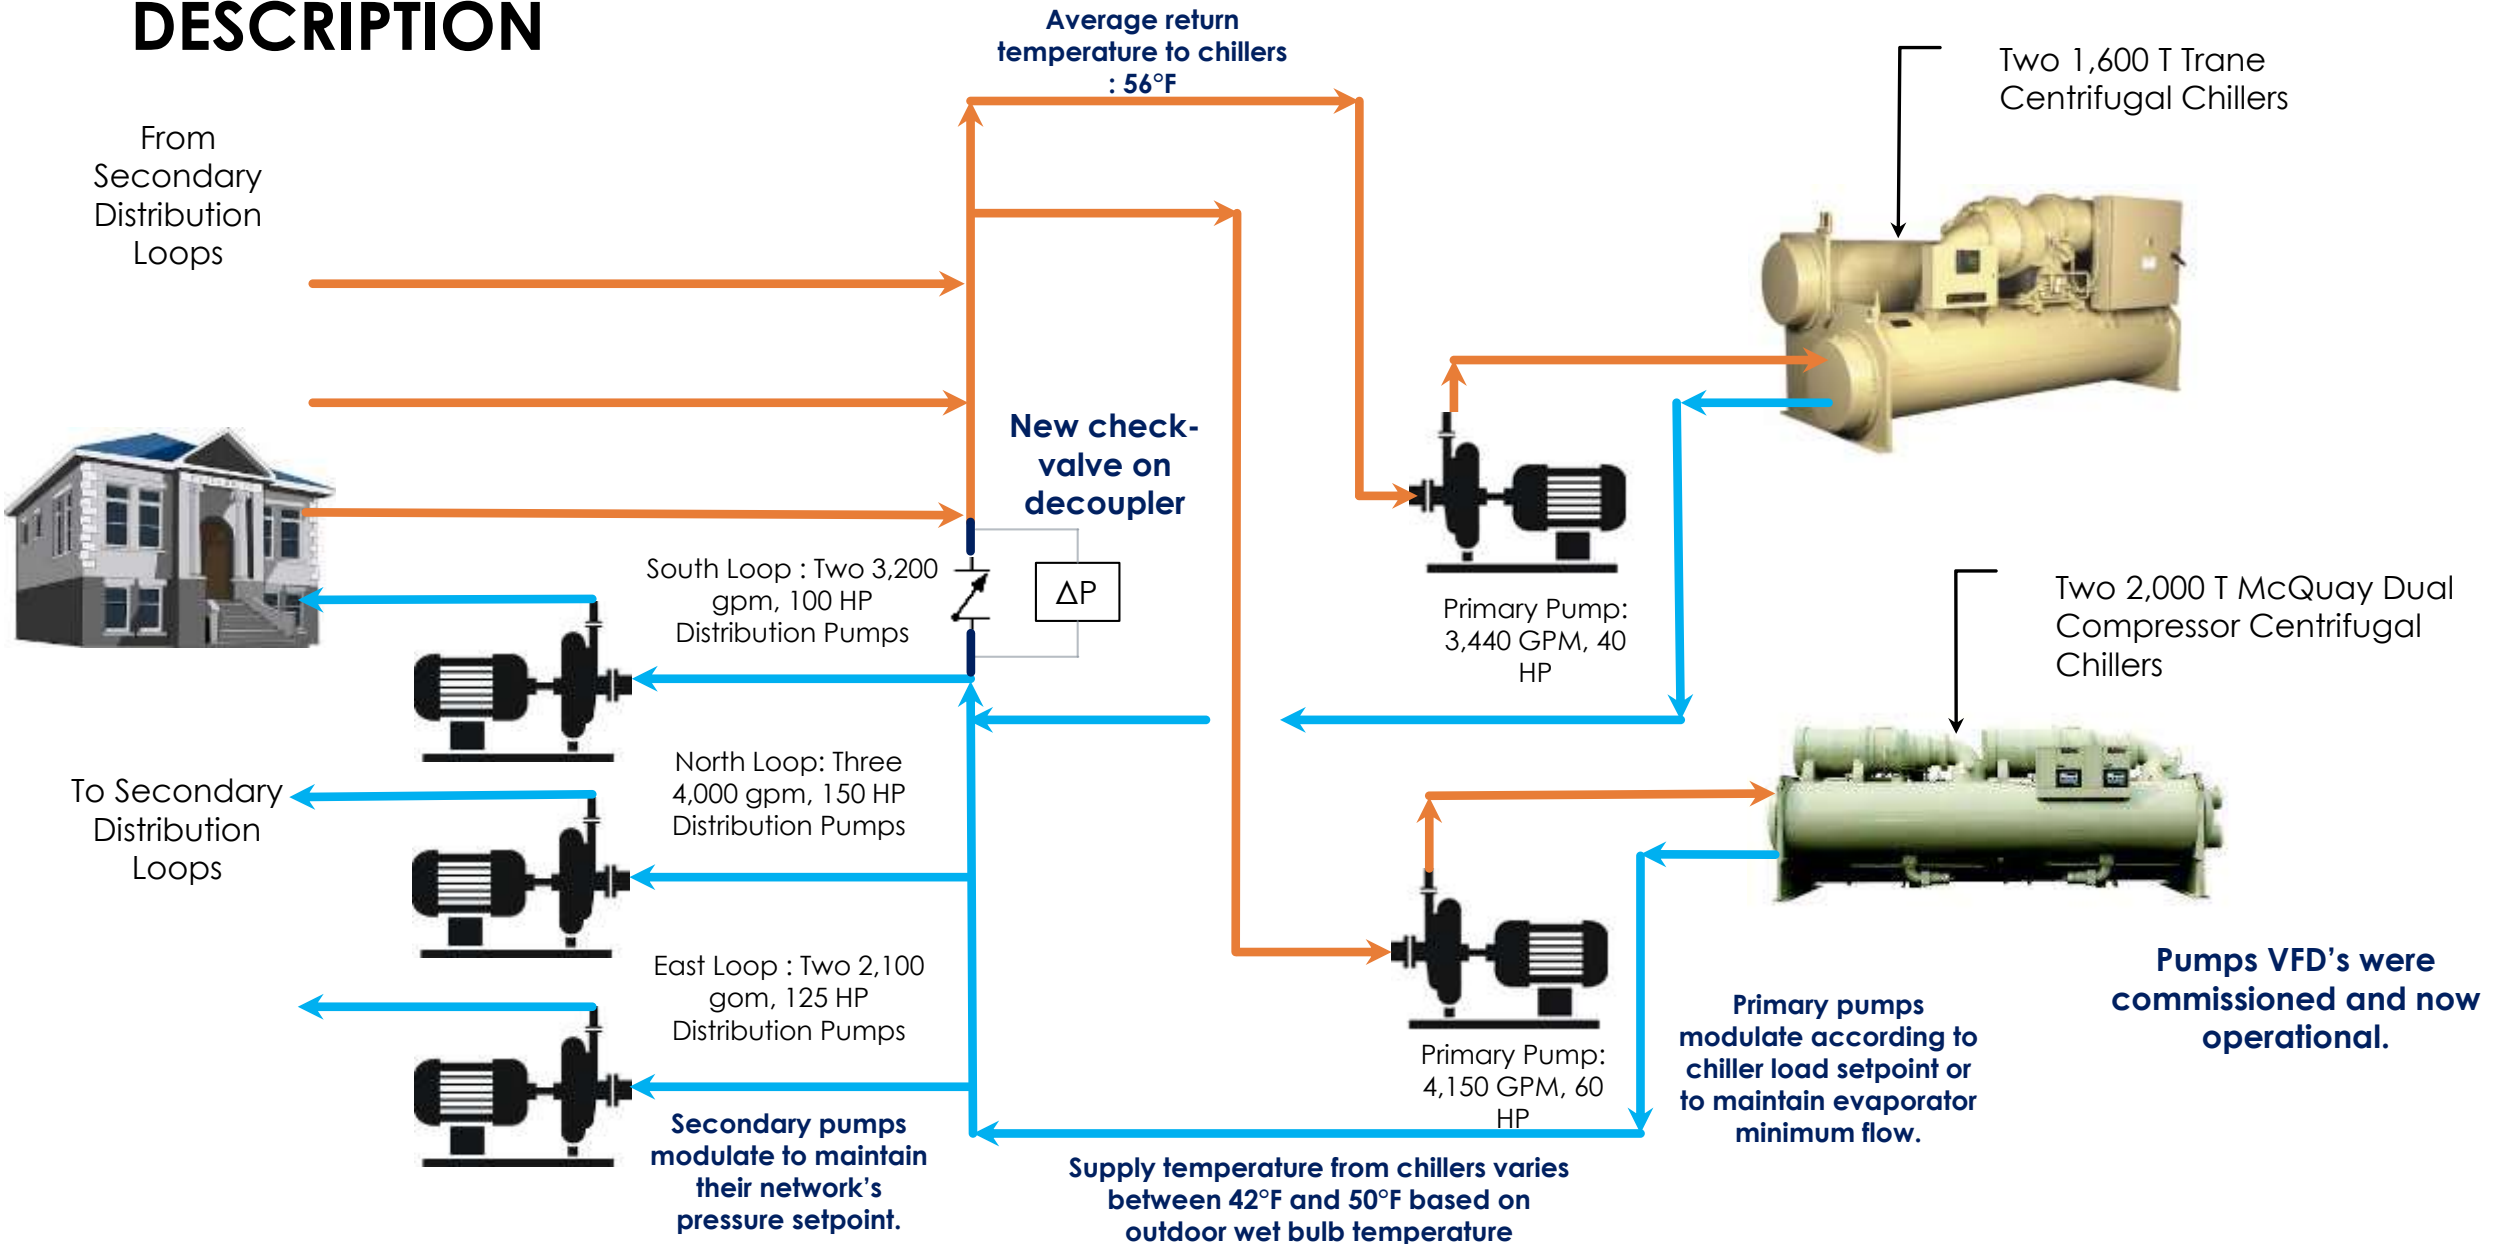 DESCRIPTION
Average return
temperature to chillers
: 56°F
Two 1,600 T Trane
Centrifugal Chillers
From
Secondary
Distribution
Loops
New check-
valve on
decoupler
South Loop : Two 3,200
gpm, 100 HP
Distribution Pumps
ΔP
Primary Pump:
3,440 GPM, 40
HP
Two 2,000 T McQuay Dual
Compressor Centrifugal
Chillers
To Secondary
Distribution
Loops
North Loop: Three
4,000 gpm, 150 HP
Distribution Pumps
East Loop : Two 2,100
gom, 125 HP
Distribution Pumps
Pumps VFD's were
commissioned and now
operational.
Primary pumps
modulate according to
chiller load setpoint or
to maintain evaporator
minimum flow.
Primary Pump:
4,150 GPM, 60
HP
Secondary pumps
modulate to maintain
their network's
pressure setpoint.
Supply temperature from chillers varies
between 42°F and 50°F based on
outdoor wet bulb temperature